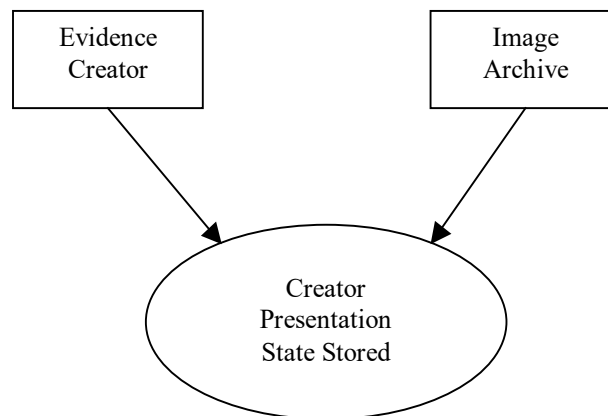 Evidence
Creator
Image
Archive
Creator
Presentation
State Stored